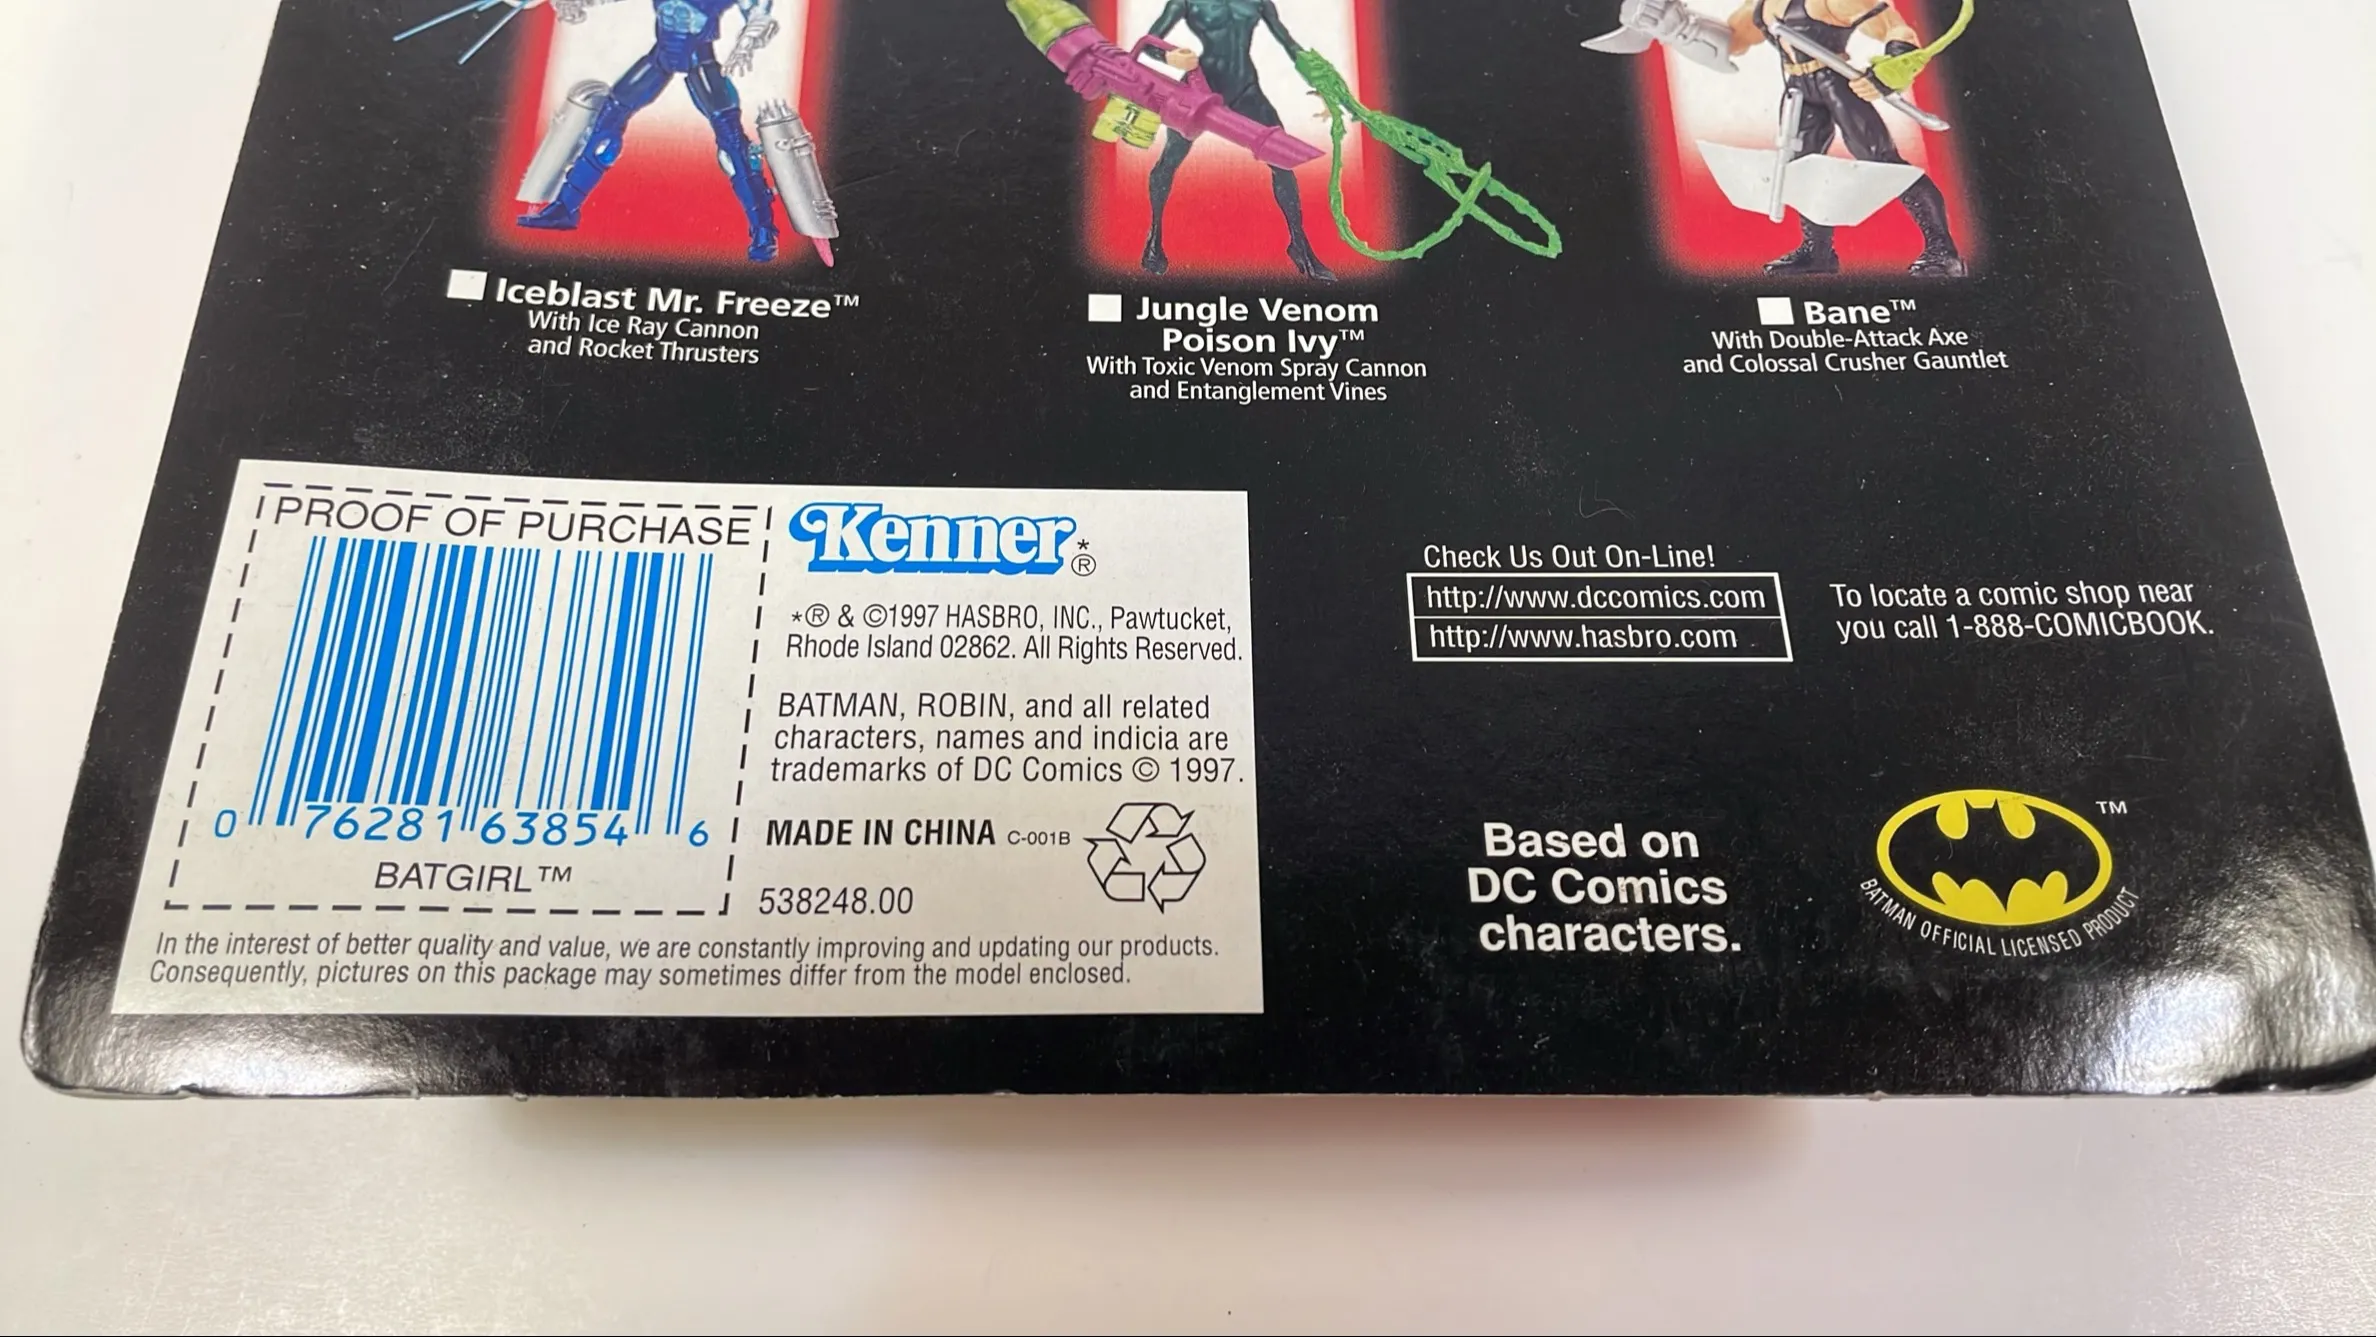 Iceblast Mr. Freeze™
With Ice Ray Cannon
and Rocket Thrusters
Jungle Venom
Poison Ivy™
With Toxic Venom Spray Cannon
and Entanglement Vines
Bane™
With Double-Attack Axe
and Colossal Crusher Gauntlet
PROOF OF PURCHASE
0 76281 63854 6
BATGIRL™
Kenner*®
*® & ©1997 HASBRO, INC., Pawtucket,
Rhode Island 02862. All Rights Reserved.
BATMAN, ROBIN, and all related
characters, names and indicia are
trademarks of DC Comics © 1997.
MADE IN CHINA C-001B
538248.00
In the interest of better quality and value, we are constantly improving and updating our products.
Consequently, pictures on this package may sometimes differ from the model enclosed.
Check Us Out On-Line!
http://www.dccomics.com
http://www.hasbro.com
To locate a comic shop near
you call 1-888-COMICBOOK.
Based on
DC Comics
characters.
TM
BATMAN OFFICIAL LICENSED PRODUCT